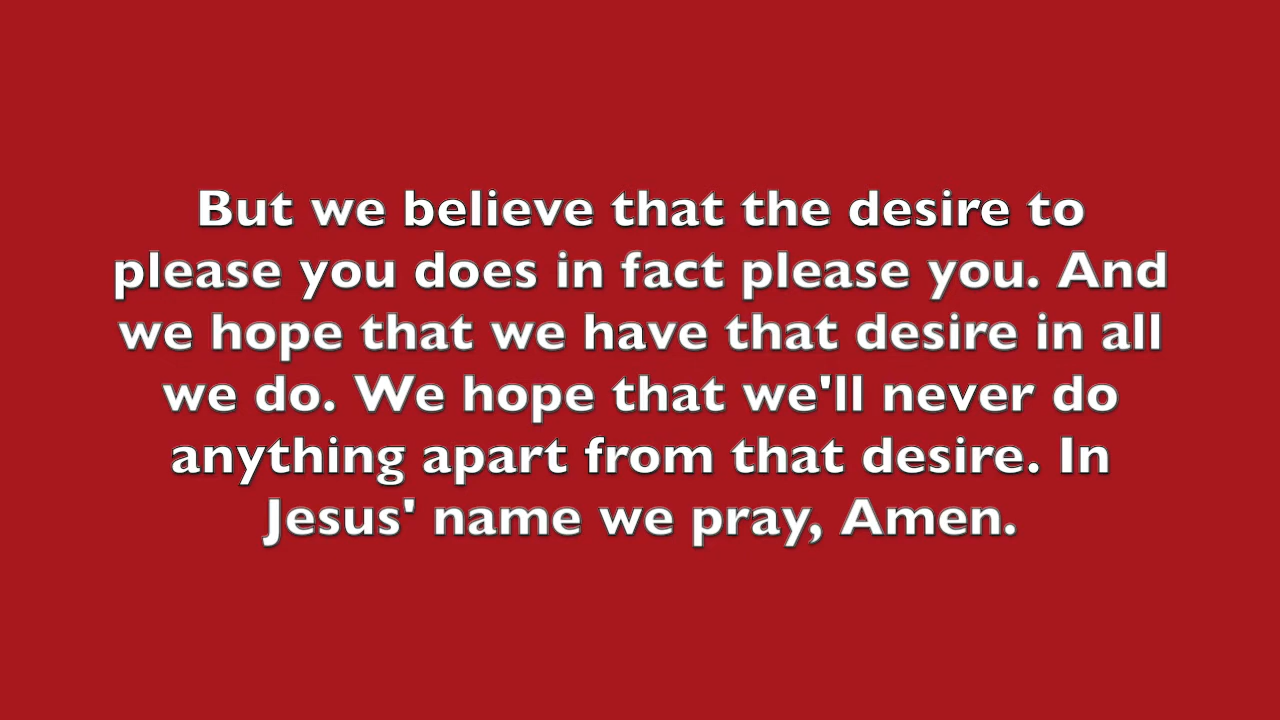 But we believe that the desire to
please you does in fact please you. And
we hope that we have that desire in all
we do. We hope that we'll never do
anything apart from that desire. In
Jesus' name we pray, Amen.